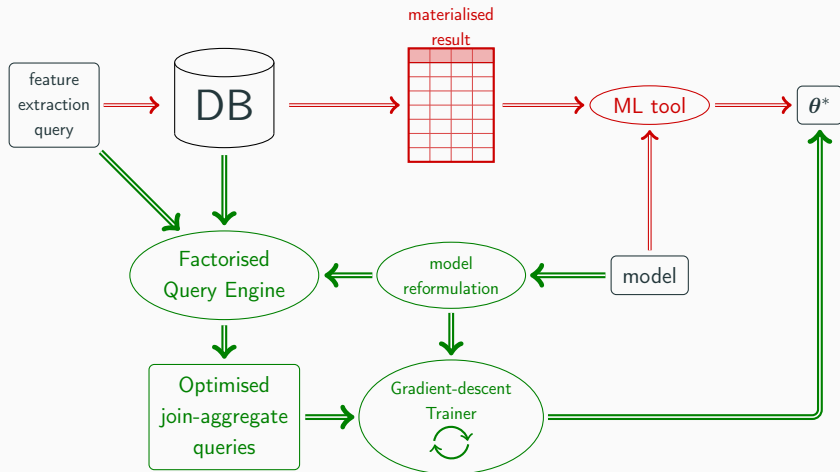 materialised
result
feature
extraction
query
DB
ML tool
θ*
Factorised
Query Engine
model
reformulation
model
Optimised
join-aggregate
queries
Gradient-descent
Trainer